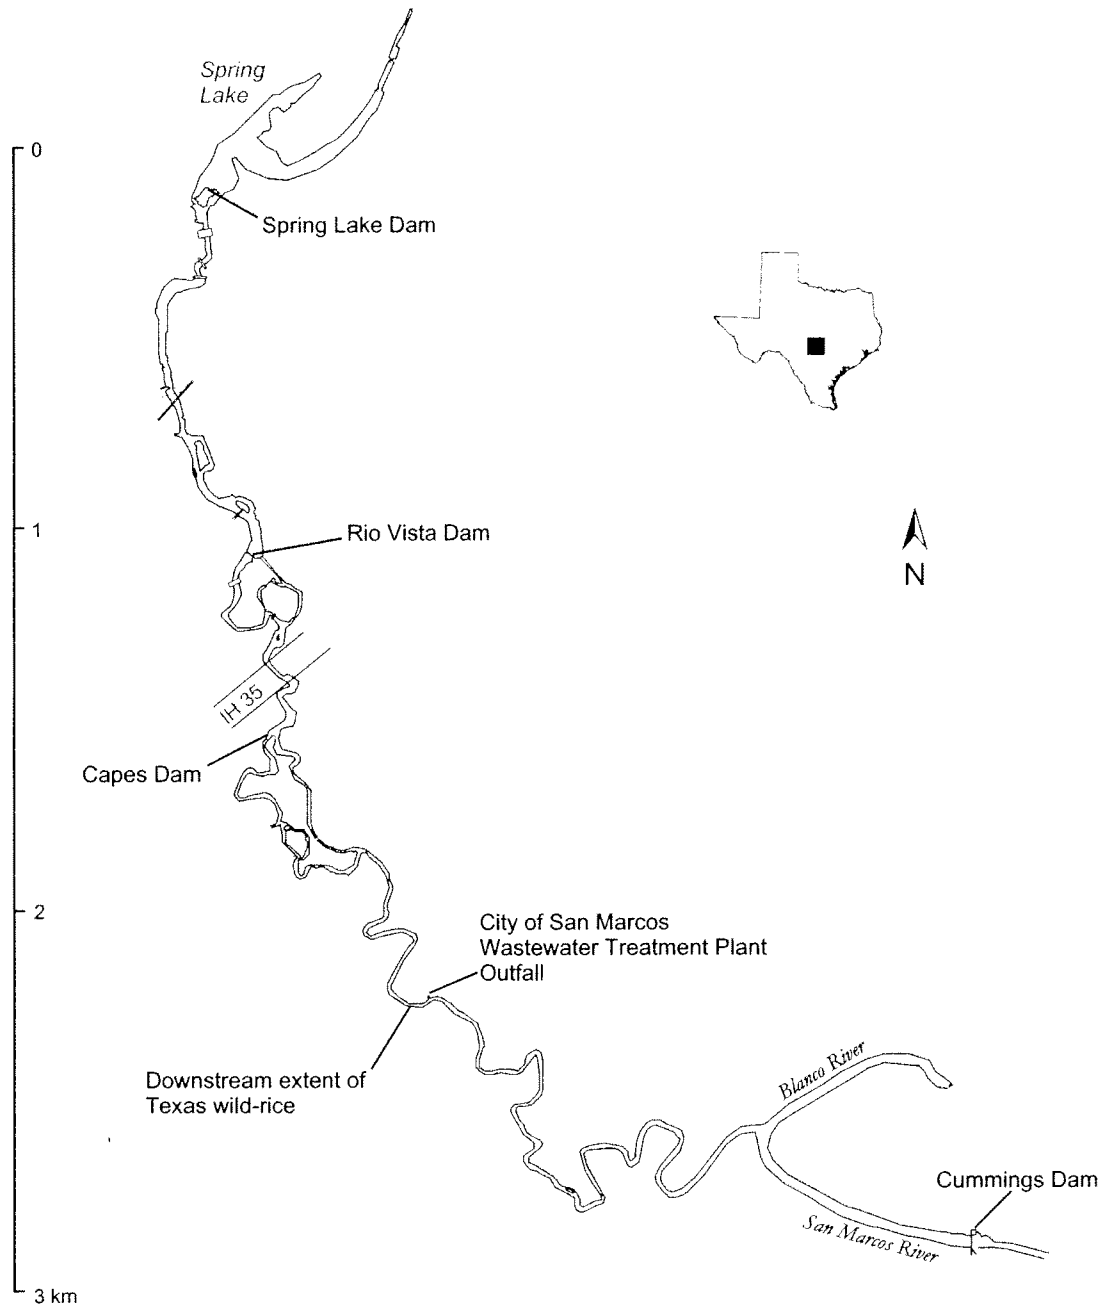 Spring
Lake
0
Spring Lake Dam
1
Rio Vista Dam
N
IH 35
Capes Dam
2
City of San Marcos
Wastewater Treatment Plant
Outfall
Downstream extent of
Texas wild-rice
Blanco River
Cummings Dam
San Marcos River
3 km